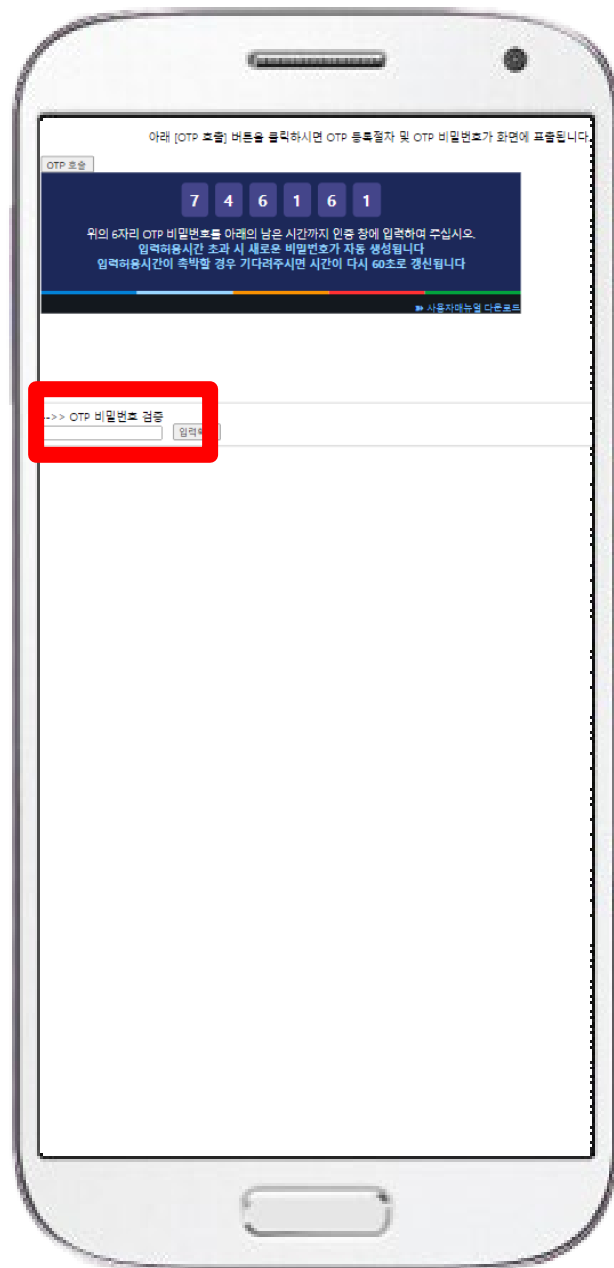 아래 [OTP 호출] 버튼을 클릭하시면 OTP 등록절차 및 OTP 비밀번호가 화면에 표출됩니다.
OTP 호출
7 4 6 1 6 1
위의 6자리 OTP 비밀번호를 아래의 남은 시간까지 인증 창에 입력하여 주십시오.
입력허용시간 초과 시 새로운 비밀번호가 자동 생성됩니다
입력허용시간이 촉박할 경우 기다려주시면 시간이 다시 60초로 갱신됩니다
사용자매뉴얼 다운로드
>> OTP 비밀번호 검증